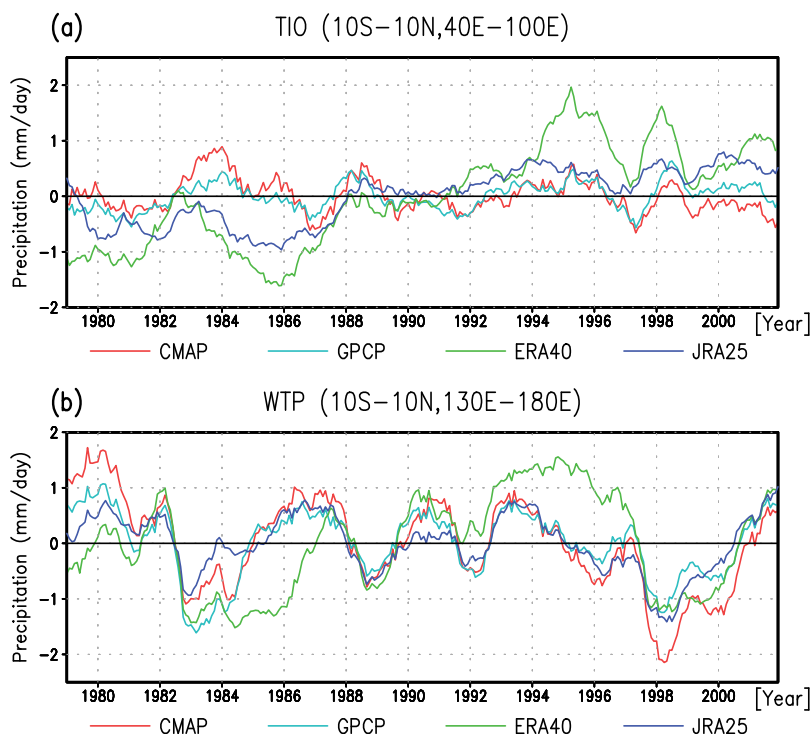 (a) TIO (10S−10N,40E−100E)
Precipitation (mm/day)
2
1
0
−1
−2
1980 1982 1984 1986 1988 1990 1992 1994 1996 1998 2000 [Year]
CMAP GPCP ERA40 JRA25
(b) WTP (10S−10N,130E−180E)
Precipitation (mm/day)
2
1
0
−1
−2
1980 1982 1984 1986 1988 1990 1992 1994 1996 1998 2000 [Year]
CMAP GPCP ERA40 JRA25